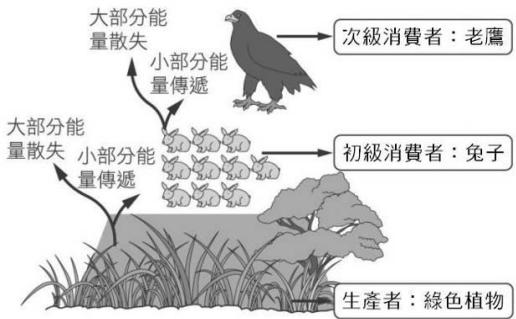 大部分能
量散失
小部分能
量傳遞
次級消費者：老鷹
大部分能
量散失
小部分能
量傳遞
初級消費者：兔子
生產者：綠色植物